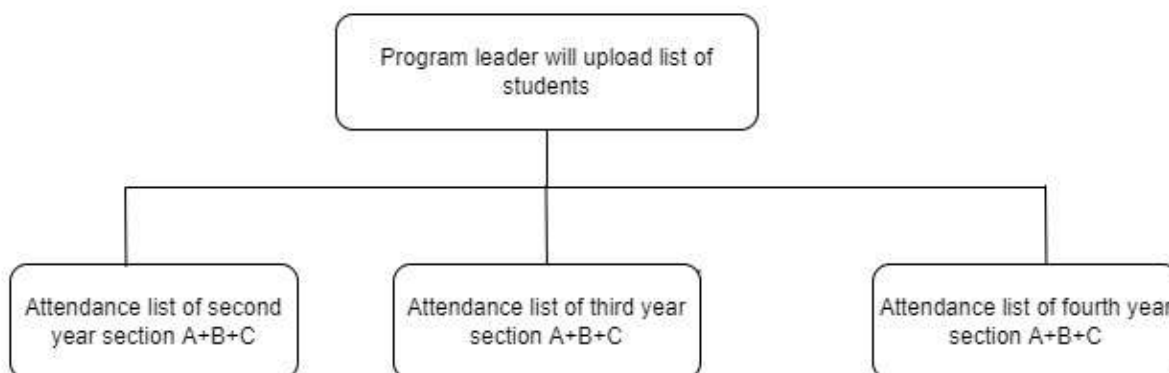 Program leader will upload list of
students
Attendance list of second
year section A+B+C
Attendance list of third year
section A+B+C
Attendance list of fourth year
section A+B+C